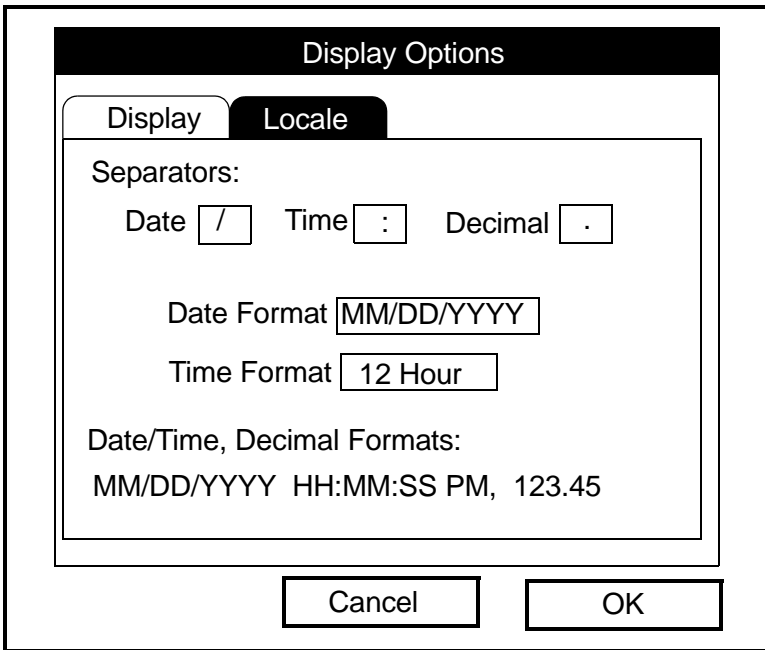 Display Options
Display Locale
Separators:
Date / Time : Decimal .
Date Format MM/DD/YYYY
Time Format 12 Hour
Date/Time, Decimal Formats:
MM/DD/YYYY HH:MM:SS PM, 123.45
Cancel OK